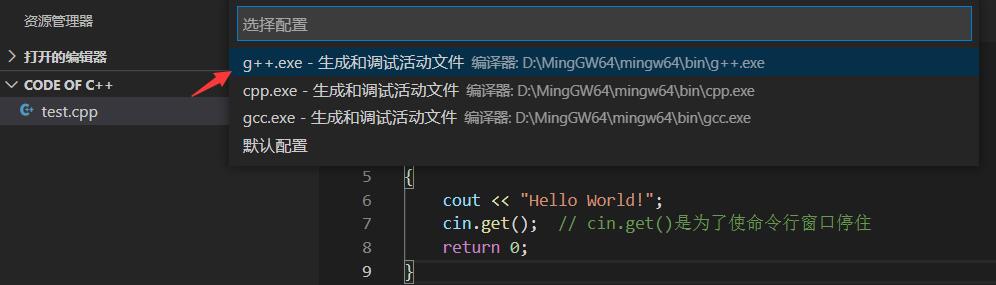 资源管理器
打开的编辑器
CODE OF C++
test.cpp
选择配置
g++.exe - 生成和调试活动文件 编译器: D:\MingGW64\mingw64\bin\g++.exe
cpp.exe - 生成和调试活动文件 编译器: D:\MingGW64\mingw64\bin\cpp.exe
gcc.exe - 生成和调试活动文件 编译器: D:\MingGW64\mingw64\bin\gcc.exe
默认配置
5 {
6 cout << "Hello World!";
7 cin.get(); // cin.get()是为了使命令行窗口停住
8 return 0;
9 }